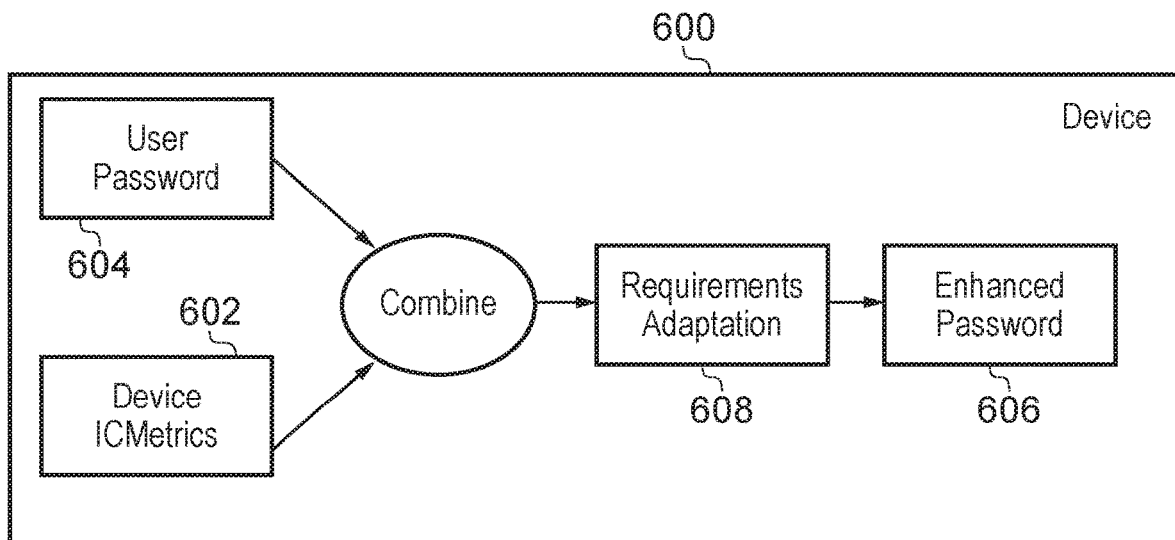 600
Device
User
Password
604
602
Device
ICMetrics
Combine
Requirements
Adaptation
608
Enhanced
Password
606